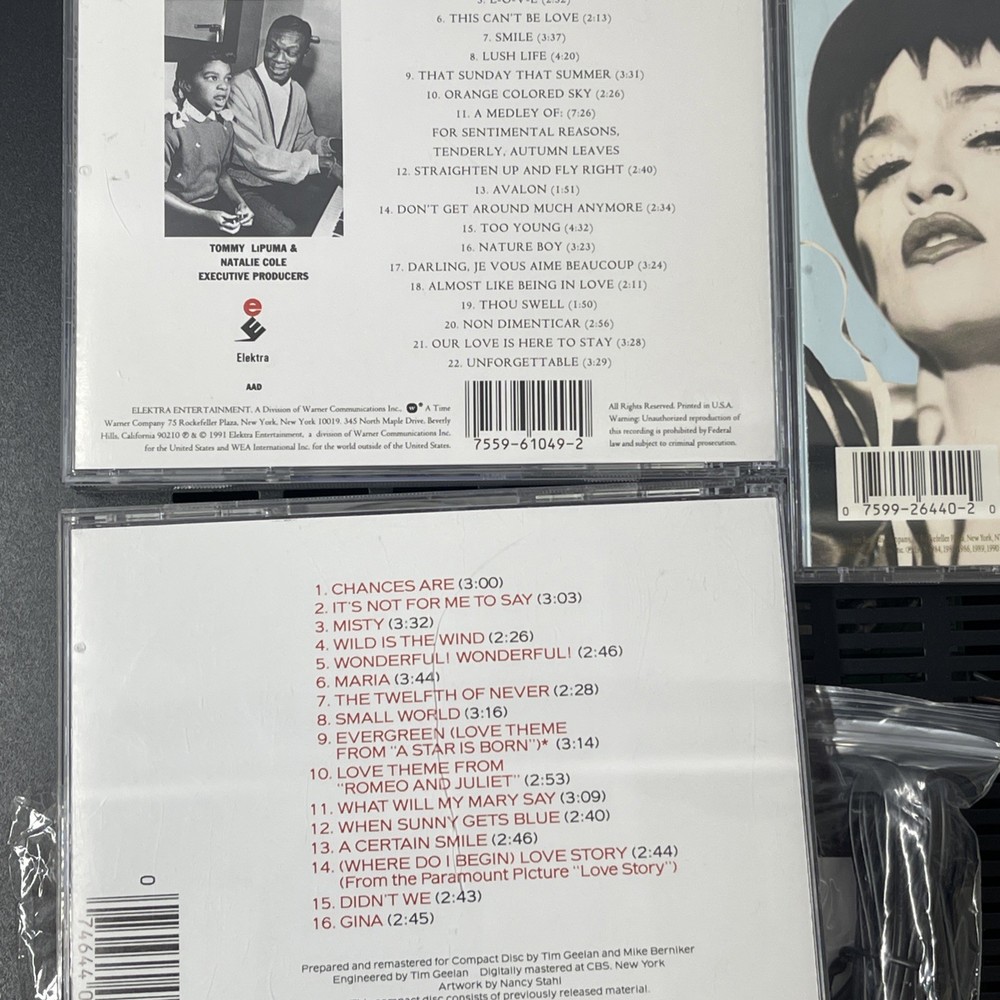 5. L-O-V-E (2:32)
6. THIS CAN'T BE LOVE (2:13)
7. SMILE (3:37)
8. LUSH LIFE (4:20)
9. THAT SUNDAY THAT SUMMER (3:31)
10. ORANGE COLORED SKY (2:26)
11. A MEDLEY OF: (7:26)
FOR SENTIMENTAL REASONS,
TENDERLY, AUTUMN LEAVES
12. STRAIGHTEN UP AND FLY RIGHT (2:40)
13. AVALON (1:51)
14. DON'T GET AROUND MUCH ANYMORE (2:34)
15. TOO YOUNG (4:32)
16. NATURE BOY (3:23)
17. DARLING, JE VOUS AIME BEAUCOUP (3:24)
18. ALMOST LIKE BEING IN LOVE (2:11)
19. THOU SWELL (1:50)
20. NON DIMENTICAR (2:56)
21. OUR LOVE IS HERE TO STAY (3:28)
22. UNFORGETTABLE (3:29)
TOMMY LiPUMA &
NATALIE COLE
EXECUTIVE PRODUCERS
Elektra
AAD
ELEKTRA ENTERTAINMENT, A Division of Warner Communications Inc., A Time
Warner Company 75 Rockefeller Plaza, New York, New York 10019. 345 North Maple Drive, Beverly
Hills, California 90210 ℗ & © 1991 Elektra Entertainment, a division of Warner Communications Inc.
for the United States and WEA International Inc. for the world outside of the United States.
7559-61049-2
All Rights Reserved. Printed in U.S.A.
Warning: Unauthorized reproduction of
this recording is prohibited by Federal
law and subject to criminal prosecution.
0 7599-26440-2 0
1. CHANCES ARE (3:00)
2. IT'S NOT FOR ME TO SAY (3:03)
3. MISTY (3:32)
4. WILD IS THE WIND (2:26)
5. WONDERFUL! WONDERFUL! (2:46)
6. MARIA (3:44)
7. THE TWELFTH OF NEVER (2:28)
8. SMALL WORLD (3:16)
9. EVERGREEN (LOVE THEME
FROM "A STAR IS BORN")* (3:14)
10. LOVE THEME FROM
"ROMEO AND JULIET" (2:53)
11. WHAT WILL MY MARY SAY (3:09)
12. WHEN SUNNY GETS BLUE (2:40)
13. A CERTAIN SMILE (2:46)
14. (WHERE DO I BEGIN) LOVE STORY (2:44)
(From the Paramount Picture "Love Story")
15. DIDN'T WE (2:43)
16. GINA (2:45)
0
74644
Prepared and remastered for Compact Disc by Tim Geelan and Mike Berniker
Engineered by Tim Geelan Digitally mastered at CBS, New York
Artwork by Nancy Stahl
compact disc consists of previously released material.